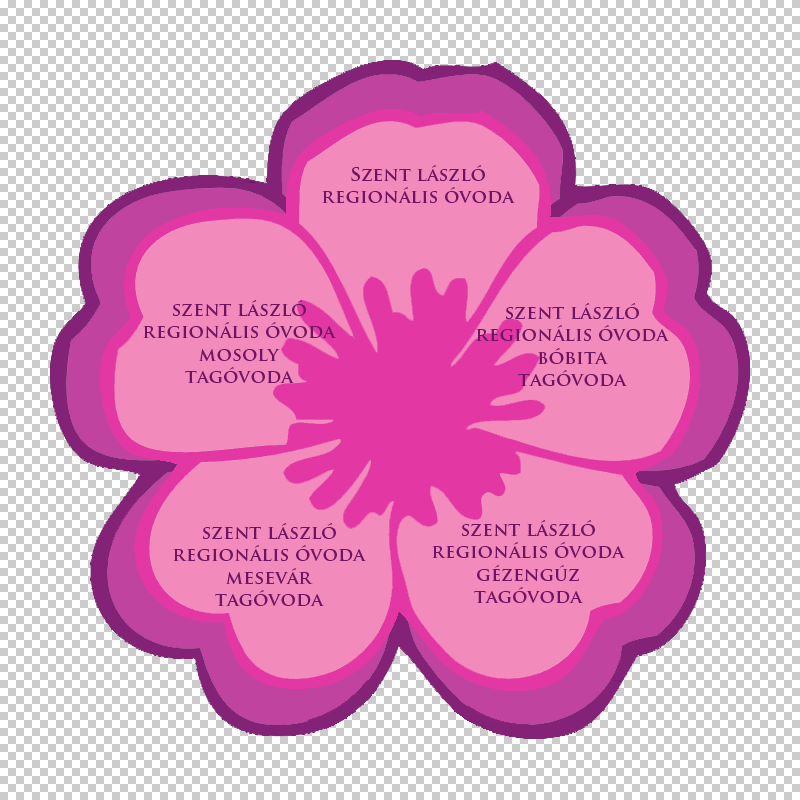 Szent László
regionális óvoda
szent lászló
regionális óvoda
mosoly
tagóvoda
szent lászló
regionális óvoda
bóbita
tagóvoda
szent lászló
regionális óvoda
mesevár
tagóvoda
szent lászló
regionális óvoda
gézengúz
tagóvoda